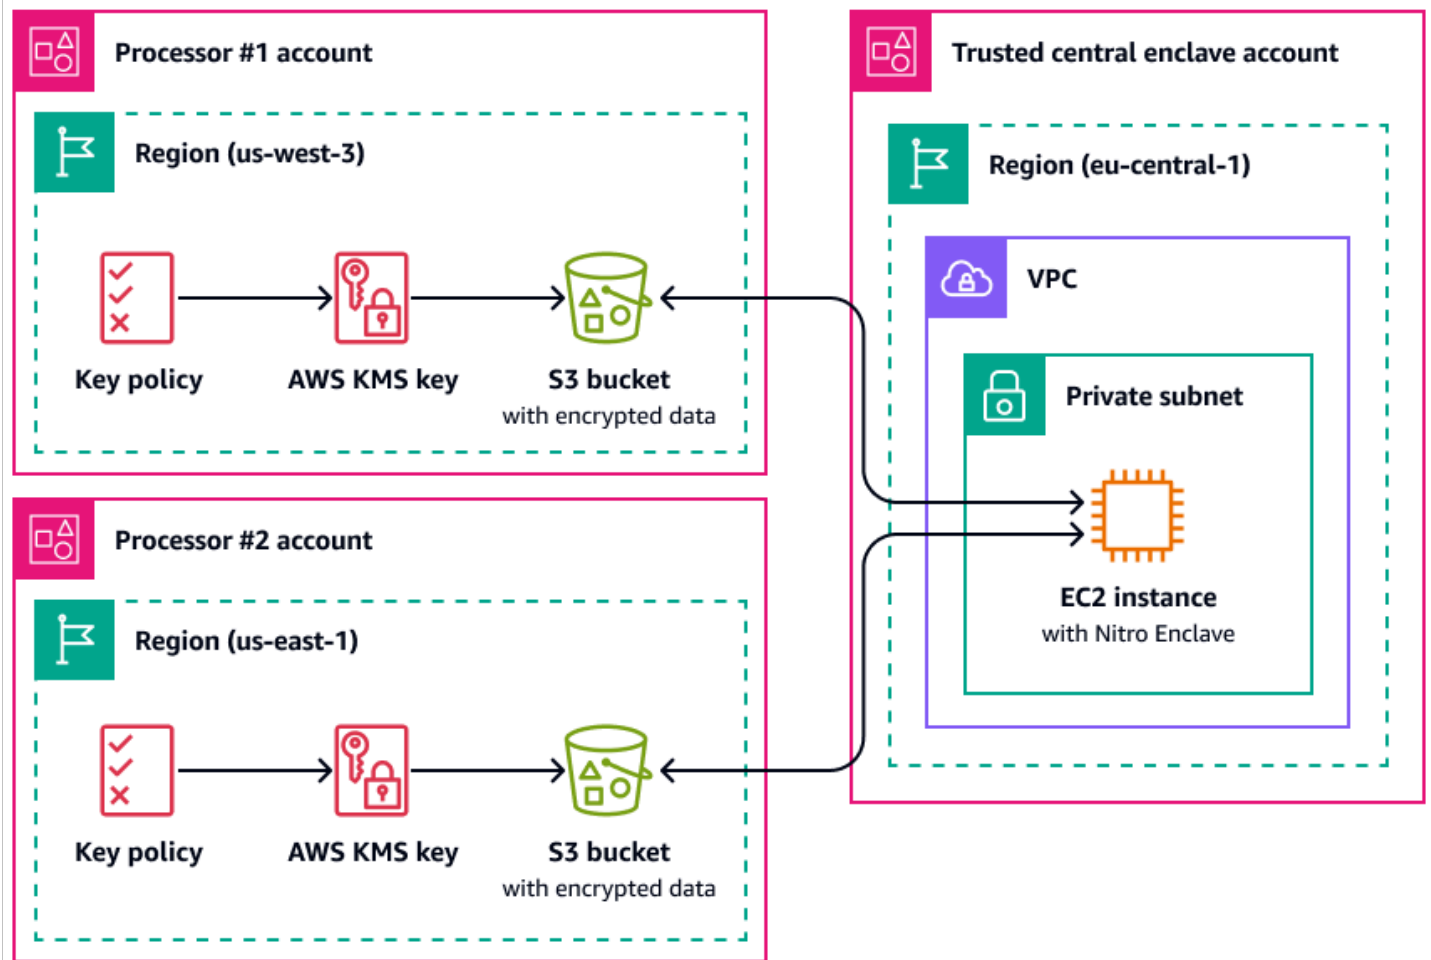 Processor #1 account
Region (us-west-3)
Key policy
AWS KMS key
S3 bucket
with encrypted data
Processor #2 account
Region (us-east-1)
Key policy
AWS KMS key
S3 bucket
with encrypted data
Trusted central enclave account
Region (eu-central-1)
VPC
Private subnet
EC2 instance
with Nitro Enclave